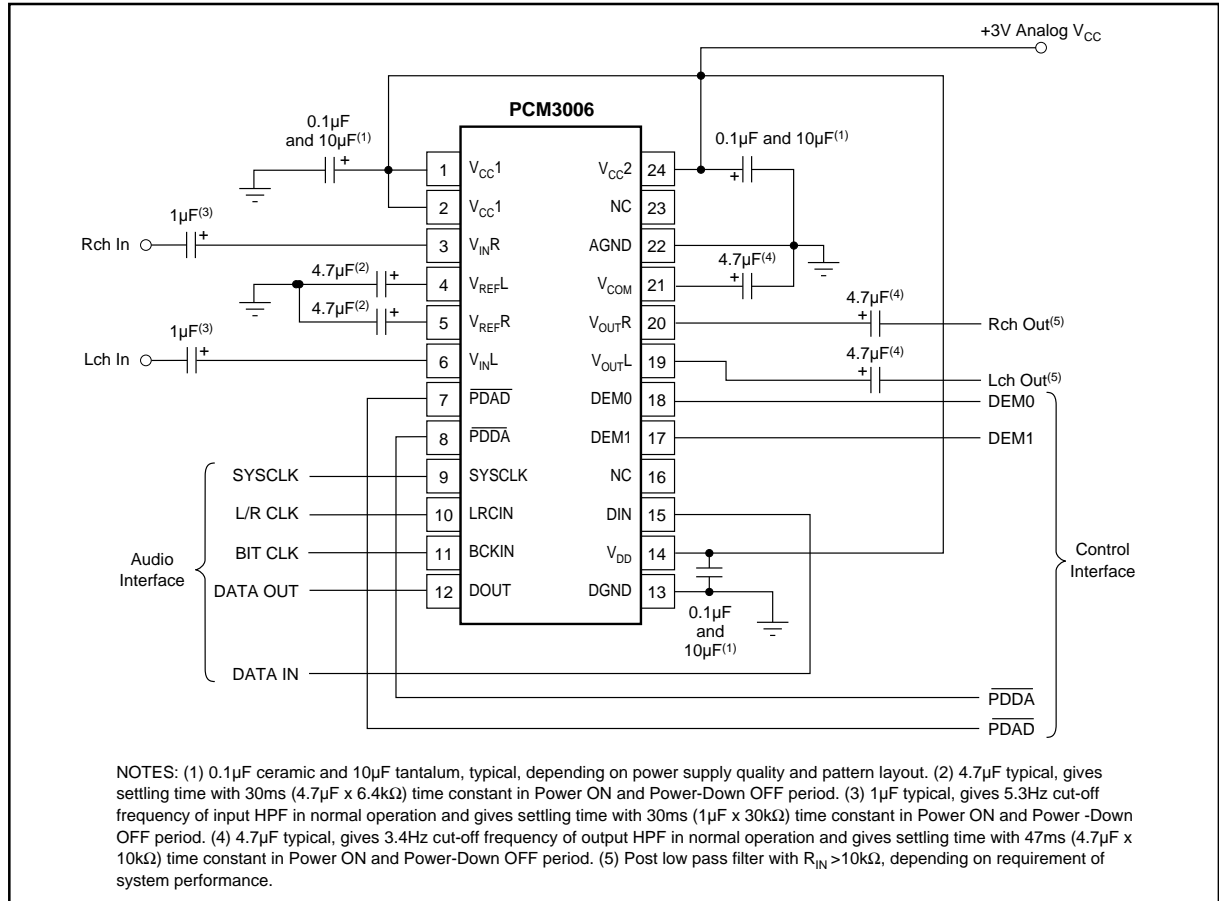 +3V Analog VCC
PCM3006
0.1µF
and 10µF(1)
+
0.1µF and 10µF(1)
+
1 VCC1
VCC2 24
2 VCC1
NC 23
1µF(3)
+
Rch In
3 VINR
AGND 22
4.7µF(2)
+
4 VREFL
4.7µF(4)
+
VCOM 21
4.7µF(2)
+
5 VREFR
VOUTR 20
4.7µF(4)
+
Rch Out(5)
1µF(3)
+
Lch In
6 VINL
VOUTL 19
4.7µF(4)
+
Lch Out(5)
7 PDAD
DEM0 18
DEM0
8 PDDA
DEM1 17
DEM1
SYSCLK
9 SYSCLK
NC 16
L/R CLK
10 LRCIN
DIN 15
BIT CLK
11 BCKIN
VDD 14
Audio
Interface
Control
Interface
DATA OUT
12 DOUT
DGND 13
0.1µF
and
10µF(1)
DATA IN
PDDA
PDAD
NOTES: (1) 0.1µF ceramic and 10µF tantalum, typical, depending on power supply quality and pattern layout. (2) 4.7µF typical, gives
settling time with 30ms (4.7µF x 6.4kΩ) time constant in Power ON and Power-Down OFF period. (3) 1µF typical, gives 5.3Hz cut-off
frequency of input HPF in normal operation and gives settling time with 30ms (1µF x 30kΩ) time constant in Power ON and Power -Down
OFF period. (4) 4.7µF typical, gives 3.4Hz cut-off frequency of output HPF in normal operation and gives settling time with 47ms (4.7µF x
10kΩ) time constant in Power ON and Power-Down OFF period. (5) Post low pass filter with RIN >10kΩ, depending on requirement of
system performance.